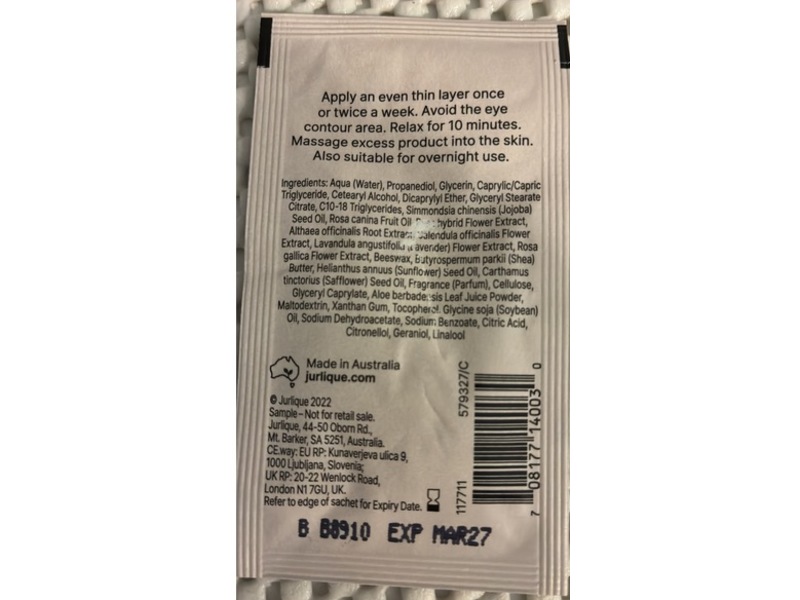 Apply an even thin layer once
or twice a week. Avoid the eye
contour area. Relax for 10 minutes.
Massage excess product into the skin.
Also suitable for overnight use.
Ingredients: Aqua (Water), Propanediol, Glycerin, Caprylic/Capric
Triglyceride, Cetearyl Alcohol, Dicaprylyl Ether, Glyceryl Stearate
Citrate, C10-18 Triglycerides, Simmondsia chinensis (Jojoba)
Seed Oil, Rosa canina Fruit Oil, hybrid Flower Extract,
Althaea officinalis Root Extract, Calendula officinalis Flower
Extract, Lavandula angustifolia (Lavender) Flower Extract, Rosa
gallica Flower Extract, Beeswax, Butyrospermum parkii (Shea)
Butter, Helianthus annuus (Sunflower) Seed Oil, Carthamus
tinctorius (Safflower) Seed Oil, Fragrance (Parfum), Cellulose,
Glyceryl Caprylate, Aloe barbadensis Leaf Juice Powder,
Maltodextrin, Xanthan Gum, Tocopherol, Glycine soja (Soybean)
Oil, Sodium Dehydroacetate, Sodium Benzoate, Citric Acid,
Citronellol, Geraniol, Linalool
Made in Australia
jurlique.com
© Jurlique 2022
Sample – Not for retail sale.
Jurlique, 44-50 Oborn Rd.,
Mt. Barker, SA 5251, Australia.
CE.way: EU RP: Kunaverjeva ulica 9,
1000 Ljubljana, Slovenia;
UK RP: 20-22 Wenlock Road,
London N1 7GU, UK.
Refer to edge of sachet for Expiry Date.
117711
579327/C
7 08177 14003 0
B B8910 EXP MAR27